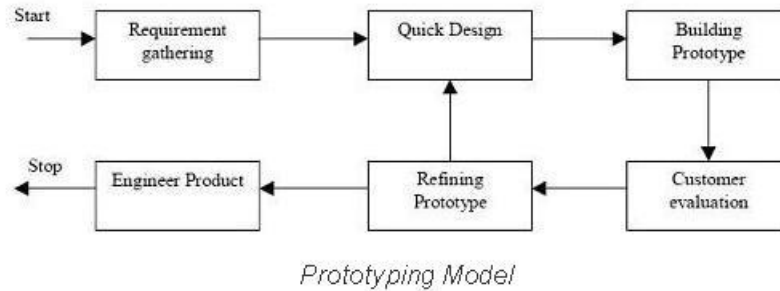 Start
Requirement
gathering
Quick Design
Building
Prototype
Stop
Engineer Product
Refining
Prototype
Customer
evaluation
Prototyping Model